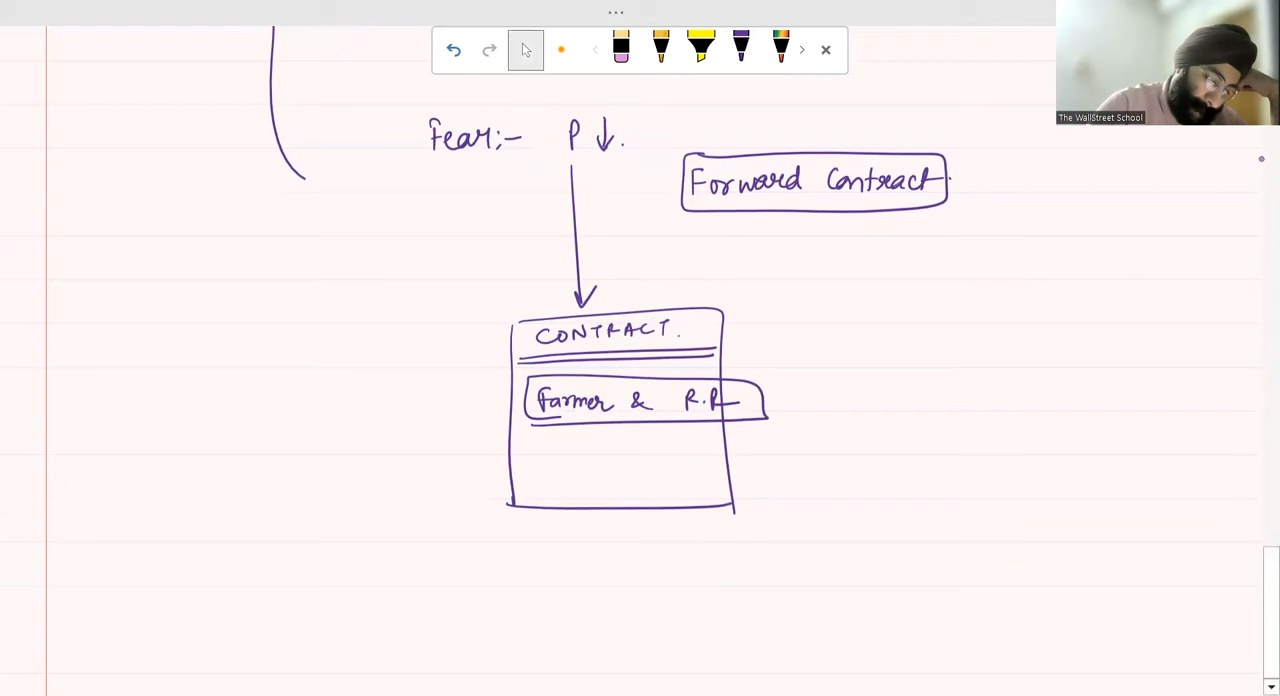 The WallStreet School
Fear:- P ↓.
Forward Contract.
CONTRACT.
Farmer & R.R